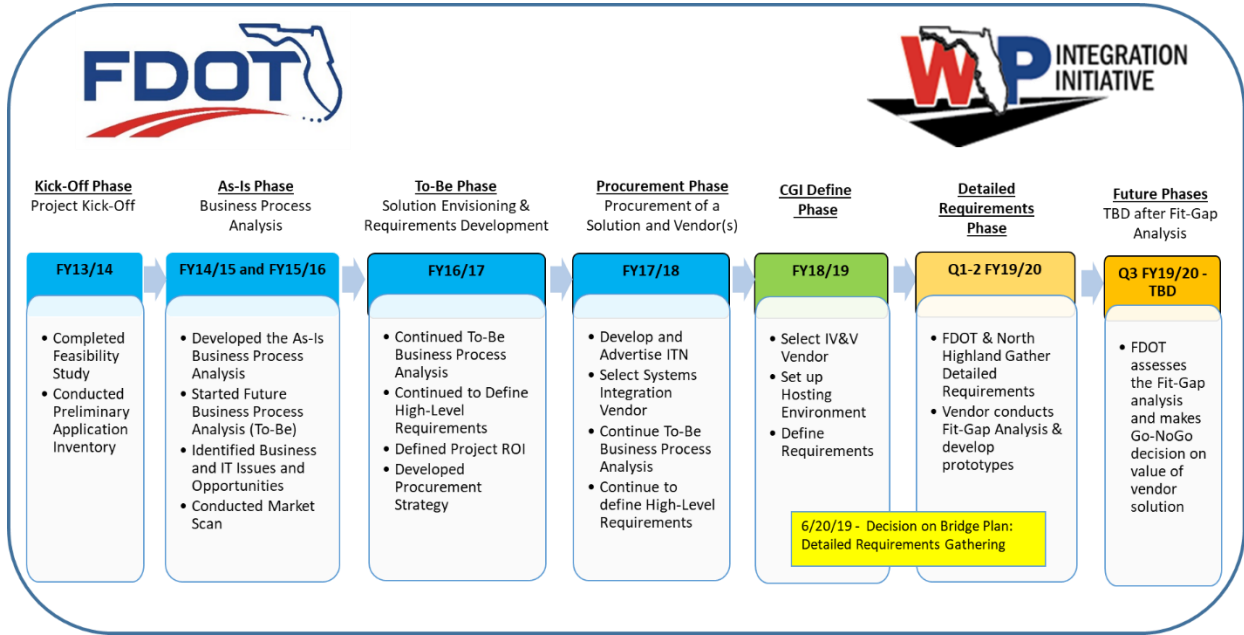 FDOT
WP INTEGRATION
INITIATIVE
Kick-Off Phase
Project Kick-Off
FY13/14
• Completed
Feasibility
Study
• Conducted
Preliminary
Application
Inventory
As-Is Phase
Business Process
Analysis
FY14/15 and FY15/16
• Developed the As-Is
Business Process
Analysis
• Started Future
Business Process
Analysis (To-Be)
• Identified Business
and IT Issues and
Opportunities
• Conducted Market
Scan
To-Be Phase
Solution Envisioning &
Requirements Development
FY16/17
• Continued To-Be
Business Process
Analysis
• Continued to Define
High-Level
Requirements
• Defined Project ROI
• Developed
Procurement
Strategy
Procurement Phase
Procurement of a
Solution and Vendor(s)
FY17/18
• Develop and
Advertise ITN
• Select Systems
Integration
Vendor
• Continue To-Be
Business Process
Analysis
• Continue to
define High-Level
Requirements
CGI Define
Phase
FY18/19
• Select IV&V
Vendor
• Set up
Hosting
Environment
• Define
Requirements
6/20/19 - Decision on Bridge Plan:
Detailed Requirements Gathering
Detailed
Requirements
Phase
Q1-2 FY19/20
• FDOT & North
Highland Gather
Detailed
Requirements
• Vendor conducts
Fit-Gap Analysis &
develop
prototypes
Future Phases
TBD after Fit-Gap
Analysis
Q3 FY19/20 -
TBD
• FDOT
assesses
the Fit-Gap
analysis
and makes
Go-NoGo
decision on
value of
vendor
solution